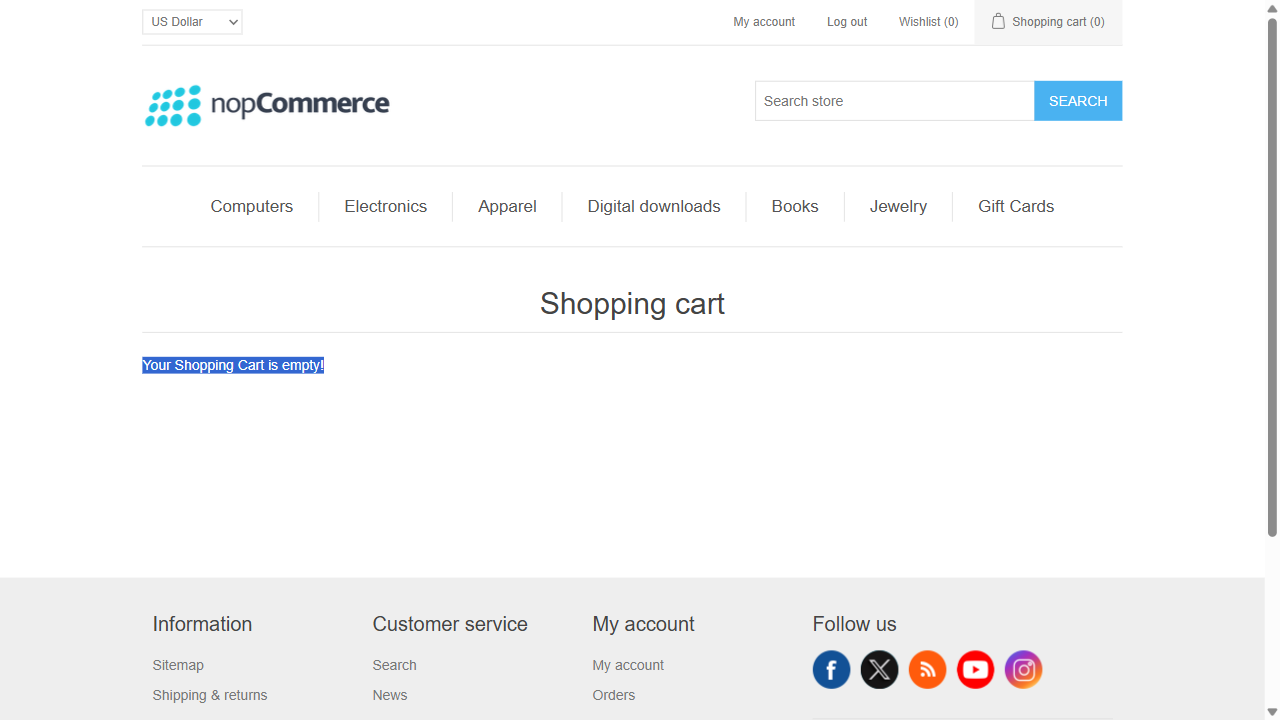 US Dollar
My account
Log out
Wishlist (0)
Shopping cart (0)
nopCommerce
Search store
SEARCH
Computers
Electronics
Apparel
Digital downloads
Books
Jewelry
Gift Cards
Shopping cart
Your Shopping Cart is empty!
Information
Sitemap
Shipping & returns
Customer service
Search
News
My account
My account
Orders
Follow us